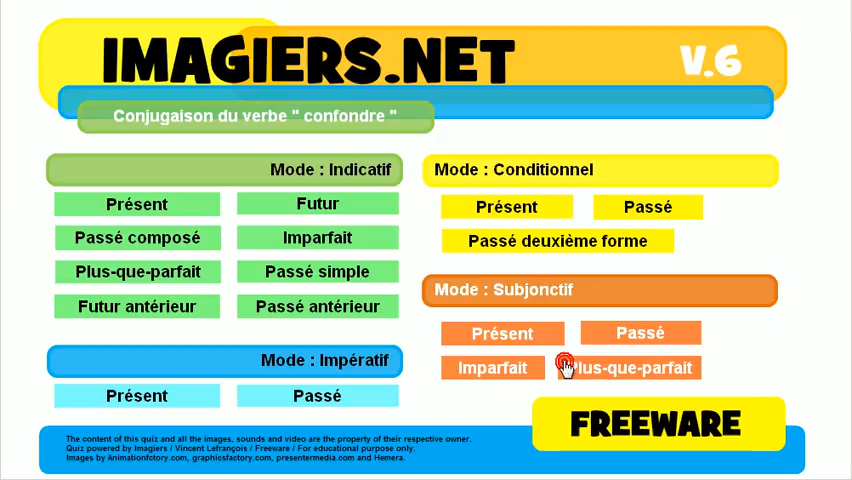 IMAGIERS.NET
V.6
Conjugaison du verbe " confondre "
Mode : Indicatif
Présent
Futur
Passé composé
Imparfait
Plus-que-parfait
Passé simple
Futur antérieur
Passé antérieur
Mode : Impératif
Présent
Passé
Mode : Conditionnel
Présent
Passé
Passé deuxième forme
Mode : Subjonctif
Présent
Passé
Imparfait
Plus-que-parfait
FREEWARE
The content of this quiz and all the images, sounds and video are the property of their respective owner.
Quiz powered by Imagiers / Vincent Lefrançois / Freeware / For educational purpose only.
Images by Animationfctory.com, graphicsfactory.com, presentermedia.com and Hemera.